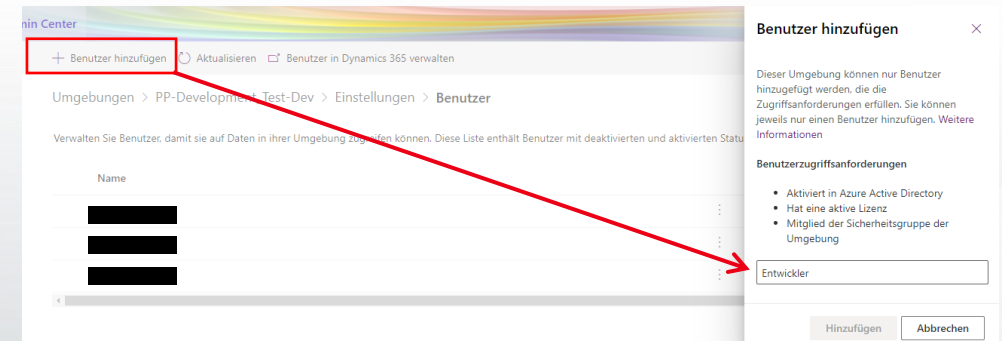 min Center
Benutzer hinzufügen Aktualisieren Benutzer in Dynamics 365 verwalten
Umgebungen > PP-Development_Test-Dev > Einstellungen > Benutzer
Verwalten Sie Benutzer, damit sie auf Daten in ihrer Umgebung zugreifen können. Diese Liste enthält Benutzer mit deaktivierten und aktivierten Statu
Name
Benutzer hinzufügen
Dieser Umgebung können nur Benutzer
hinzugefügt werden, die die
Zugriffsanforderungen erfüllen. Sie können
jeweils nur einen Benutzer hinzufügen. Weitere
Informationen
Benutzerzugriffsanforderungen
• Aktiviert in Azure Active Directory
• Hat eine aktive Lizenz
• Mitglied der Sicherheitsgruppe der
Umgebung
Entwickler
Hinzufügen Abbrechen